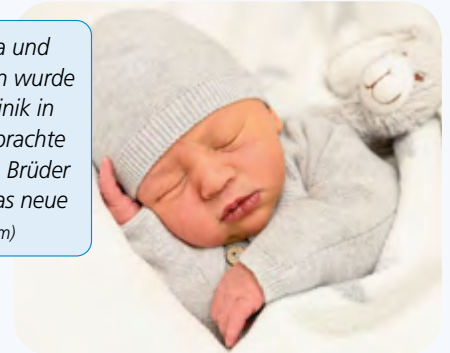 a und
n wurde
inik in
brachte
Brüder
as neue
m)